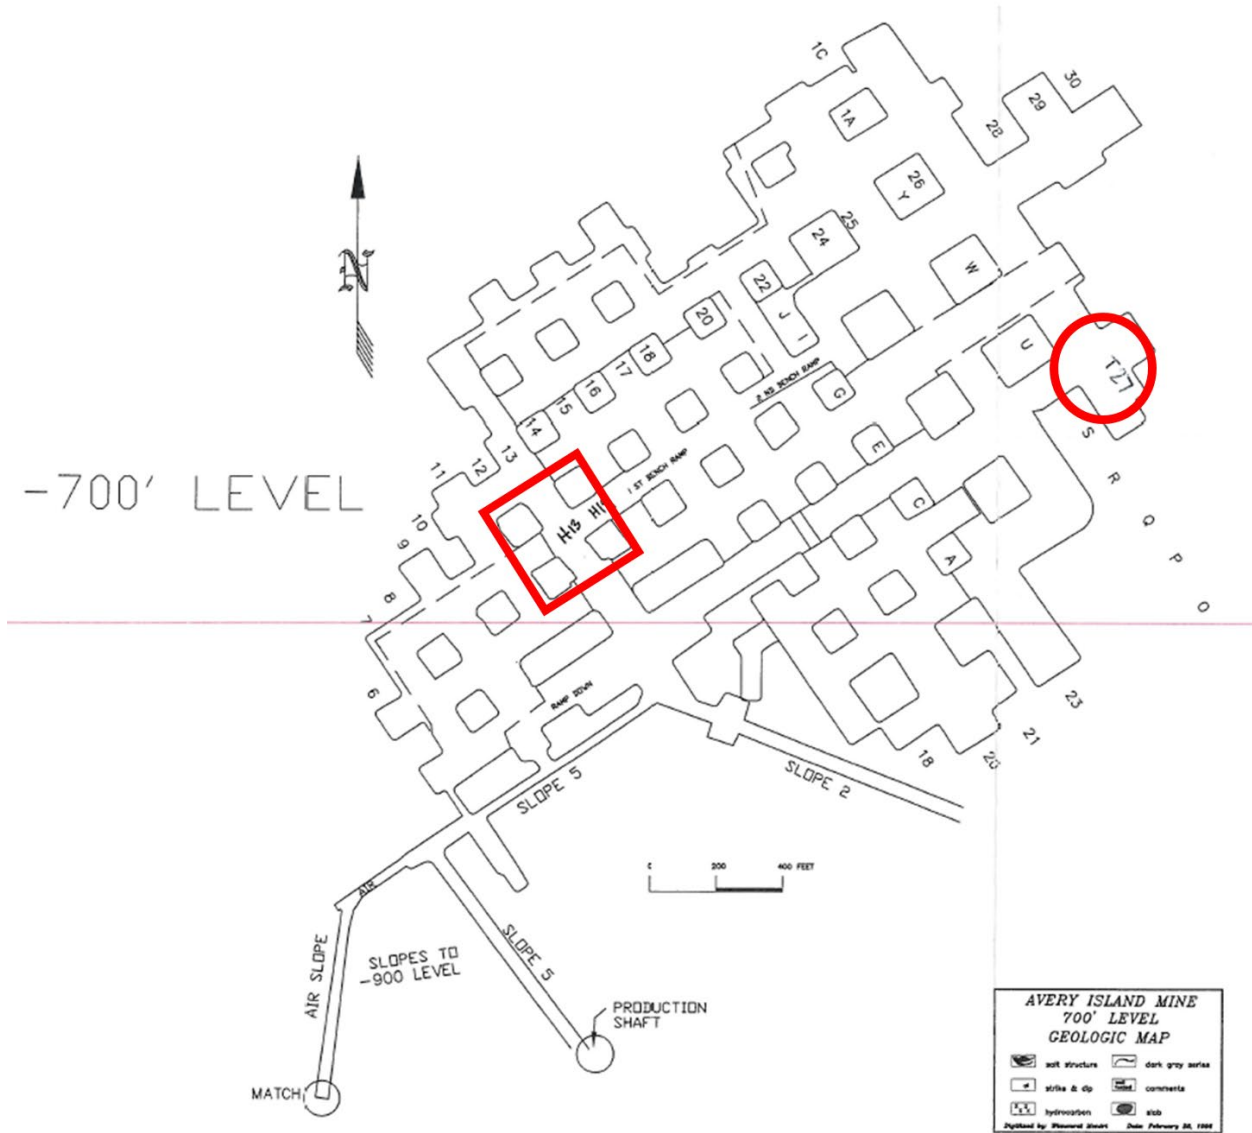 1C
30
29
28
1A
26
Y
25
24
W
22
J
I
20
U
18
17
16
15
14
13
12
11
10
9
8
7
6
2 ND BENCH RAMP
G
E
C
A
T27
S
R
Q
P
O
1 ST BENCH RAMP
H13
-700' LEVEL
RAMP DOWN
23
21
20
18
SLOPE 5
SLOPE 2
0 200 400 FEET
AIR
AIR SLOPE
SLOPES TO
-900 LEVEL
SLOPE 5
PRODUCTION
SHAFT
MATCH
AVERY ISLAND MINE
700' LEVEL
GEOLOGIC MAP
salt structure
dark gray series
strike & dip
comments
hydrocarbon
slab